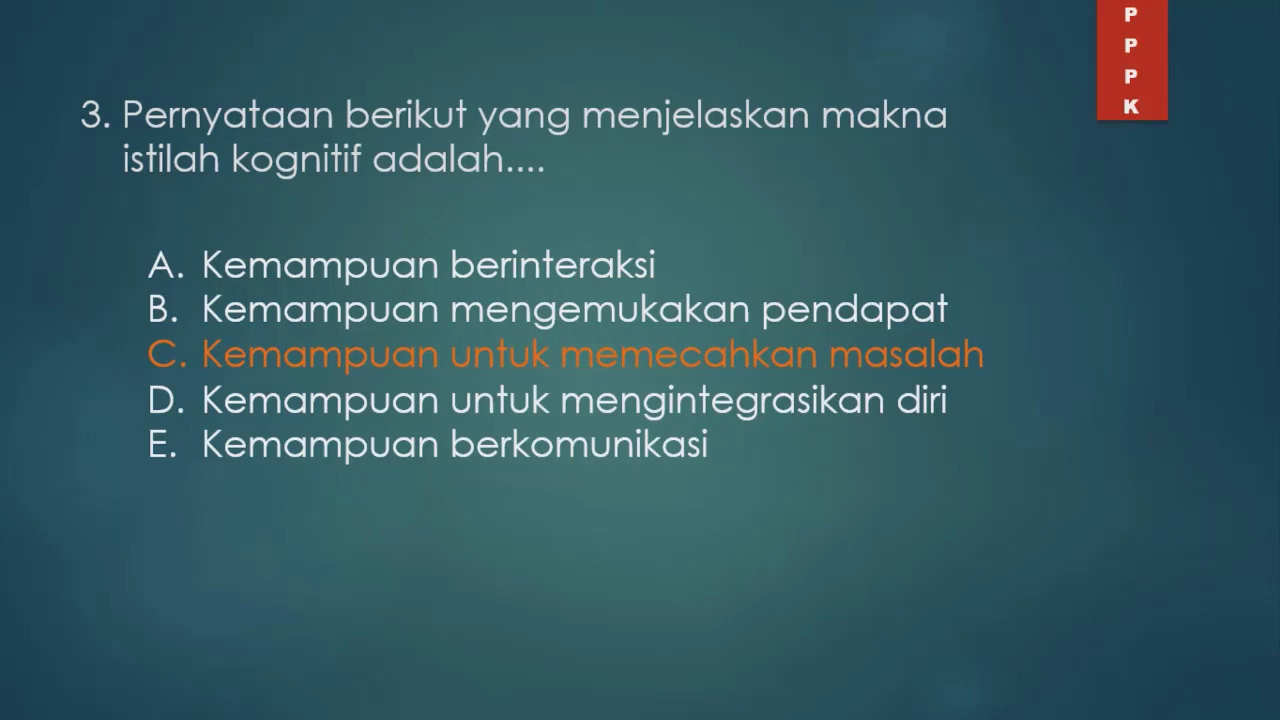 P
P
P
K
3. Pernyataan berikut yang menjelaskan makna
istilah kognitif adalah....
A. Kemampuan berinteraksi
B. Kemampuan mengemukakan pendapat
C. Kemampuan untuk memecahkan masalah
D. Kemampuan untuk mengintegrasikan diri
E. Kemampuan berkomunikasi